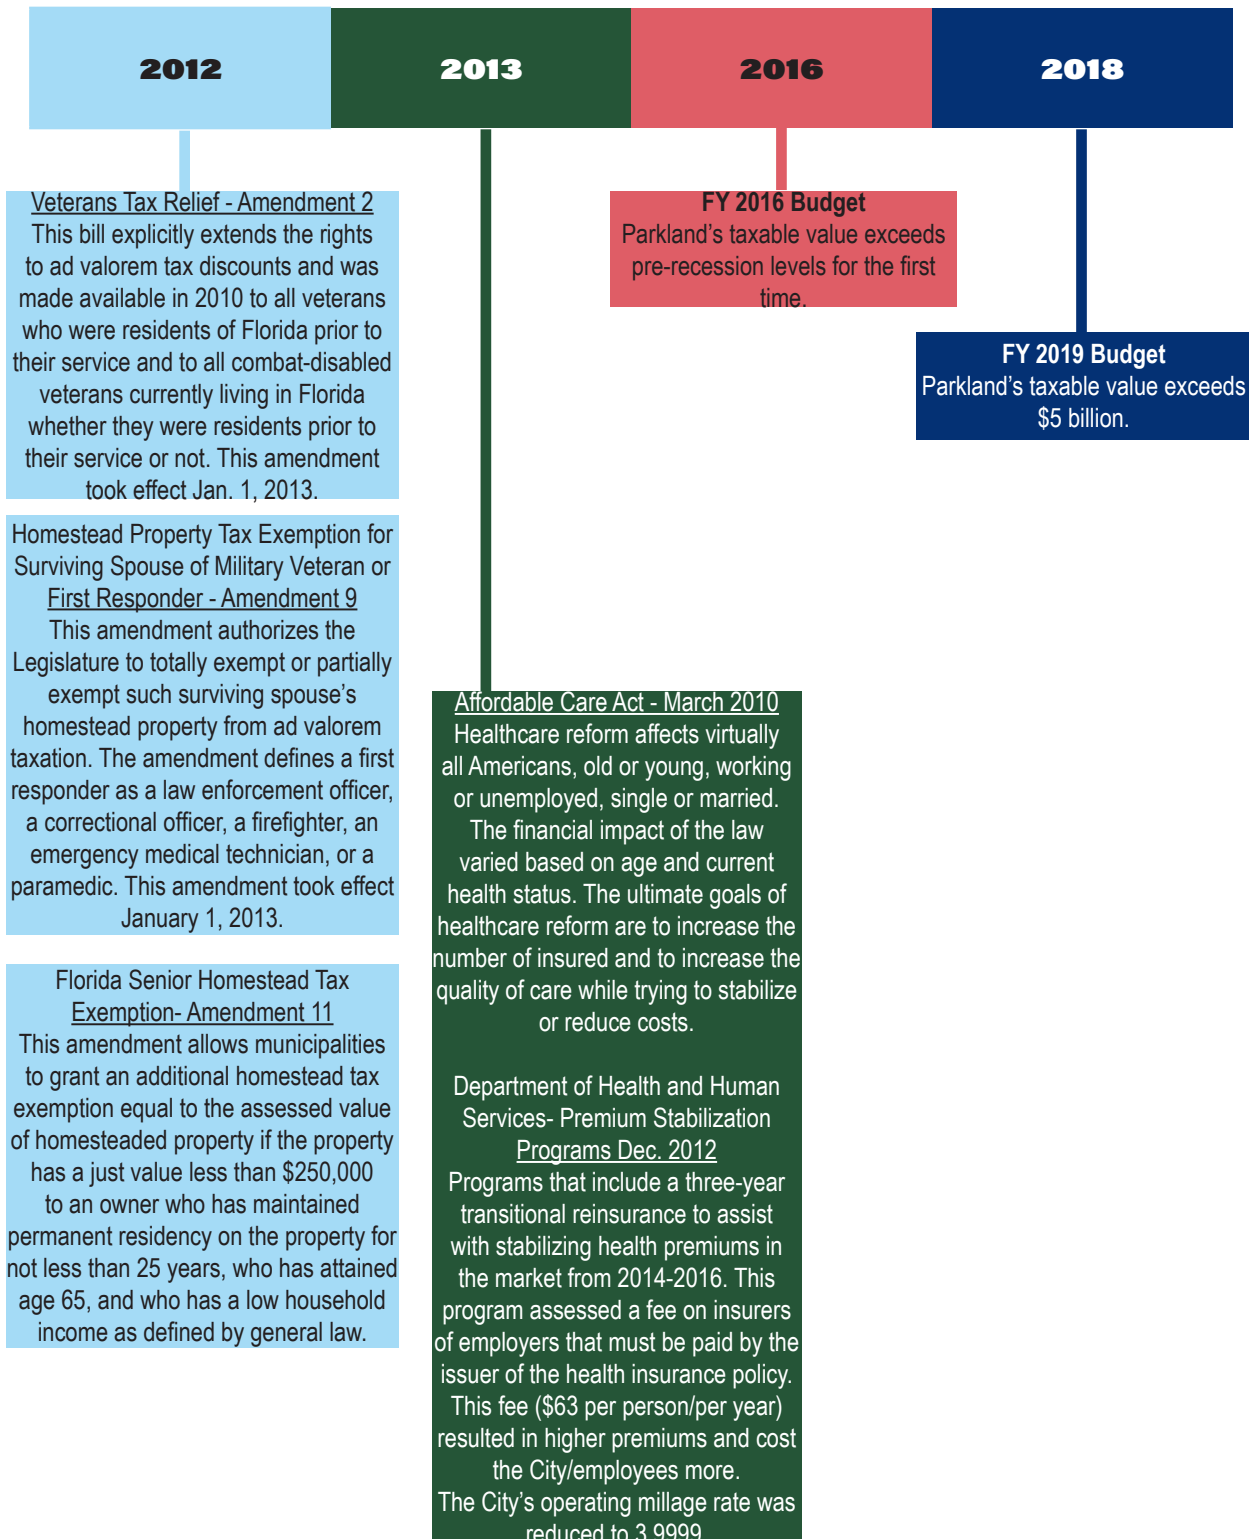 2012
2013
2016
2018
Veterans Tax Relief - Amendment 2
This bill explicitly extends the rights
to ad valorem tax discounts and was
made available in 2010 to all veterans
who were residents of Florida prior to
their service and to all combat-disabled
veterans currently living in Florida
whether they were residents prior to
their service or not. This amendment
took effect Jan. 1, 2013.
Homestead Property Tax Exemption for
Surviving Spouse of Military Veteran or
First Responder - Amendment 9
This amendment authorizes the
Legislature to totally exempt or partially
exempt such surviving spouse's
homestead property from ad valorem
taxation. The amendment defines a first
responder as a law enforcement officer,
a correctional officer, a firefighter, an
emergency medical technician, or a
paramedic. This amendment took effect
January 1, 2013.
Florida Senior Homestead Tax
Exemption- Amendment 11
This amendment allows municipalities
to grant an additional homestead tax
exemption equal to the assessed value
of homesteaded property if the property
has a just value less than $250,000
to an owner who has maintained
permanent residency on the property for
not less than 25 years, who has attained
age 65, and who has a low household
income as defined by general law.
Affordable Care Act - March 2010
Healthcare reform affects virtually
all Americans, old or young, working
or unemployed, single or married.
The financial impact of the law
varied based on age and current
health status. The ultimate goals of
healthcare reform are to increase the
number of insured and to increase the
quality of care while trying to stabilize
or reduce costs.
Department of Health and Human
Services- Premium Stabilization
Programs Dec. 2012
Programs that include a three-year
transitional reinsurance to assist
with stabilizing health premiums in
the market from 2014-2016. This
program assessed a fee on insurers
of employers that must be paid by the
issuer of the health insurance policy.
This fee ($63 per person/per year)
resulted in higher premiums and cost
the City/employees more.
The City's operating millage rate was
reduced to 3.9999
FY 2016 Budget
Parkland's taxable value exceeds
pre-recession levels for the first
time.
FY 2019 Budget
Parkland's taxable value exceeds
$5 billion.